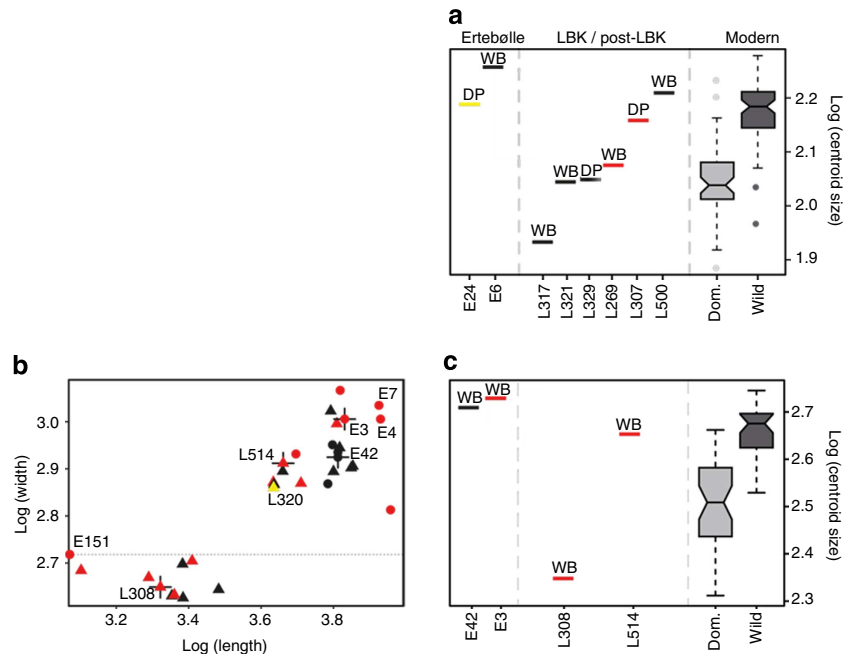 a
Ertebølle LBK / post-LBK Modern
WB
DP
WB
WB
DP
WB
DP
WB
2.2
2.1
2.0
1.9
Log (centroid size)
E24 E6 L317 L321 L329 L269 L307 L500 Dom. Wild
b
E7
E3
E4
L514
E42
L320
E151
L308
3.0
2.9
2.8
2.7
Log (width)
3.2 3.4 3.6 3.8
Log (length)
c
WB
WB
WB
WB
2.7
2.6
2.5
2.4
2.3
Log (centroid size)
E42 E3 L308 L514 Dom. Wild